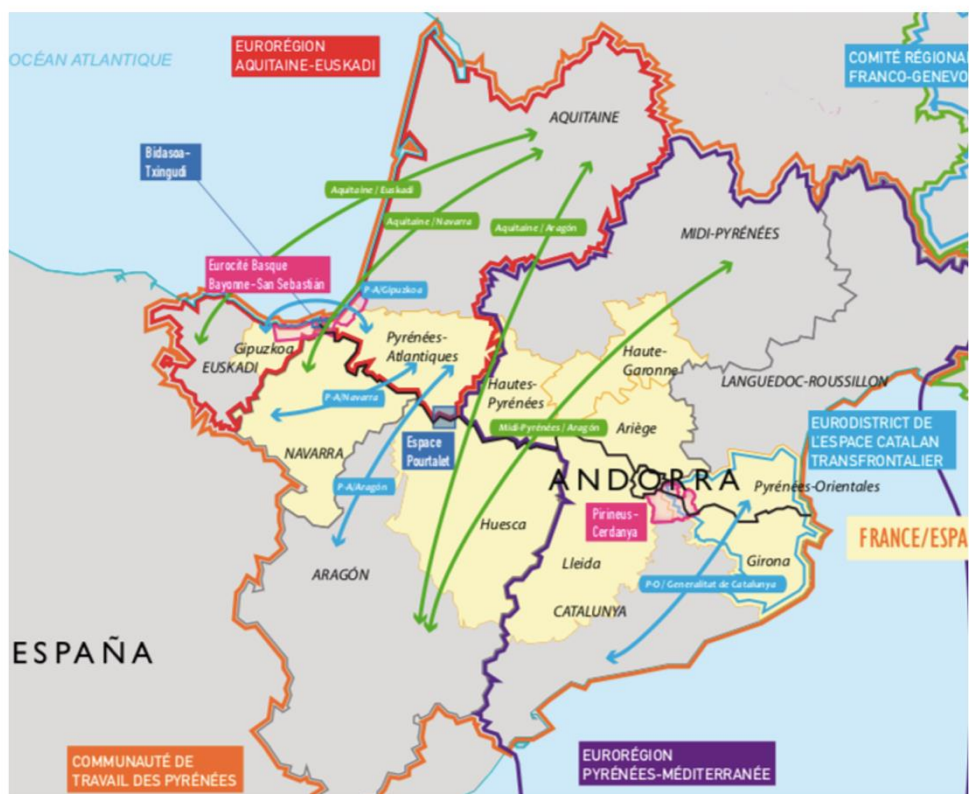 OCÉAN ATLANTIQUE
EURORÉGION
AQUITAINE-EUSKADI
COMITÉ RÉGIONA
FRANCO-GENEVO
AQUITAINE
Bidasoa–
Txingudi
Aquitaine / Euskadi
Aquitaine / Navarra
Aquitaine / Aragón
MIDI-PYRÉNÉES
Eurocité Basque
Bayonne–San Sebastián
P-A/Gipuzkoa
Gipuzkoa
EUSKADI
Pyrénées-
Atlantiques
Haute-
Garonne
Hautes-
Pyrénées
LANGUEDOC-ROUSSILLON
P-A/Navarra
Midi-Pyrénées / Aragón
Ariège
EURODISTRICT DE
L'ESPACE CATALAN
TRANSFRONTALIER
Espace
Pourtalet
NAVARRA
P-A/Aragón
ANDORRA
Pyrénées-Orientales
Pirineus–
Cerdanya
Huesca
FRANCE/ESPA
Lleida
Girona
ARAGÓN
P-O / Generalitat de Catalunya
CATALUNYA
ESPAÑA
COMMUNAUTÉ DE
TRAVAIL DES PYRÉNÉES
EURORÉGION
PYRÉNÉES-MÉDITERRANÉE